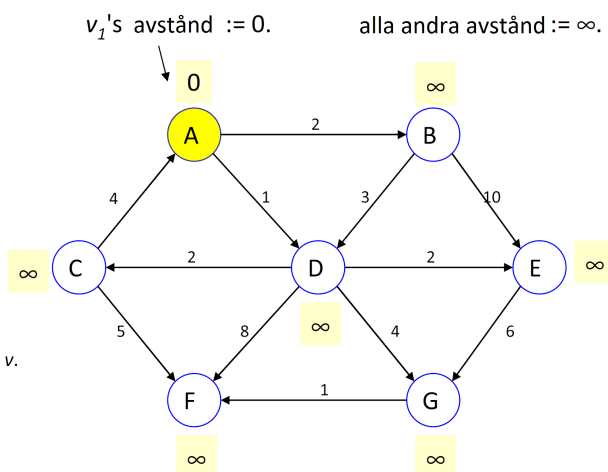 v₁'s avstånd := 0. alla andra avstånd := ∞.
0 ∞
A 2 B
4 1 3 10
∞ C 2 D 2 E ∞
∞
5 8 4 6
v.
F 1 G
∞ ∞